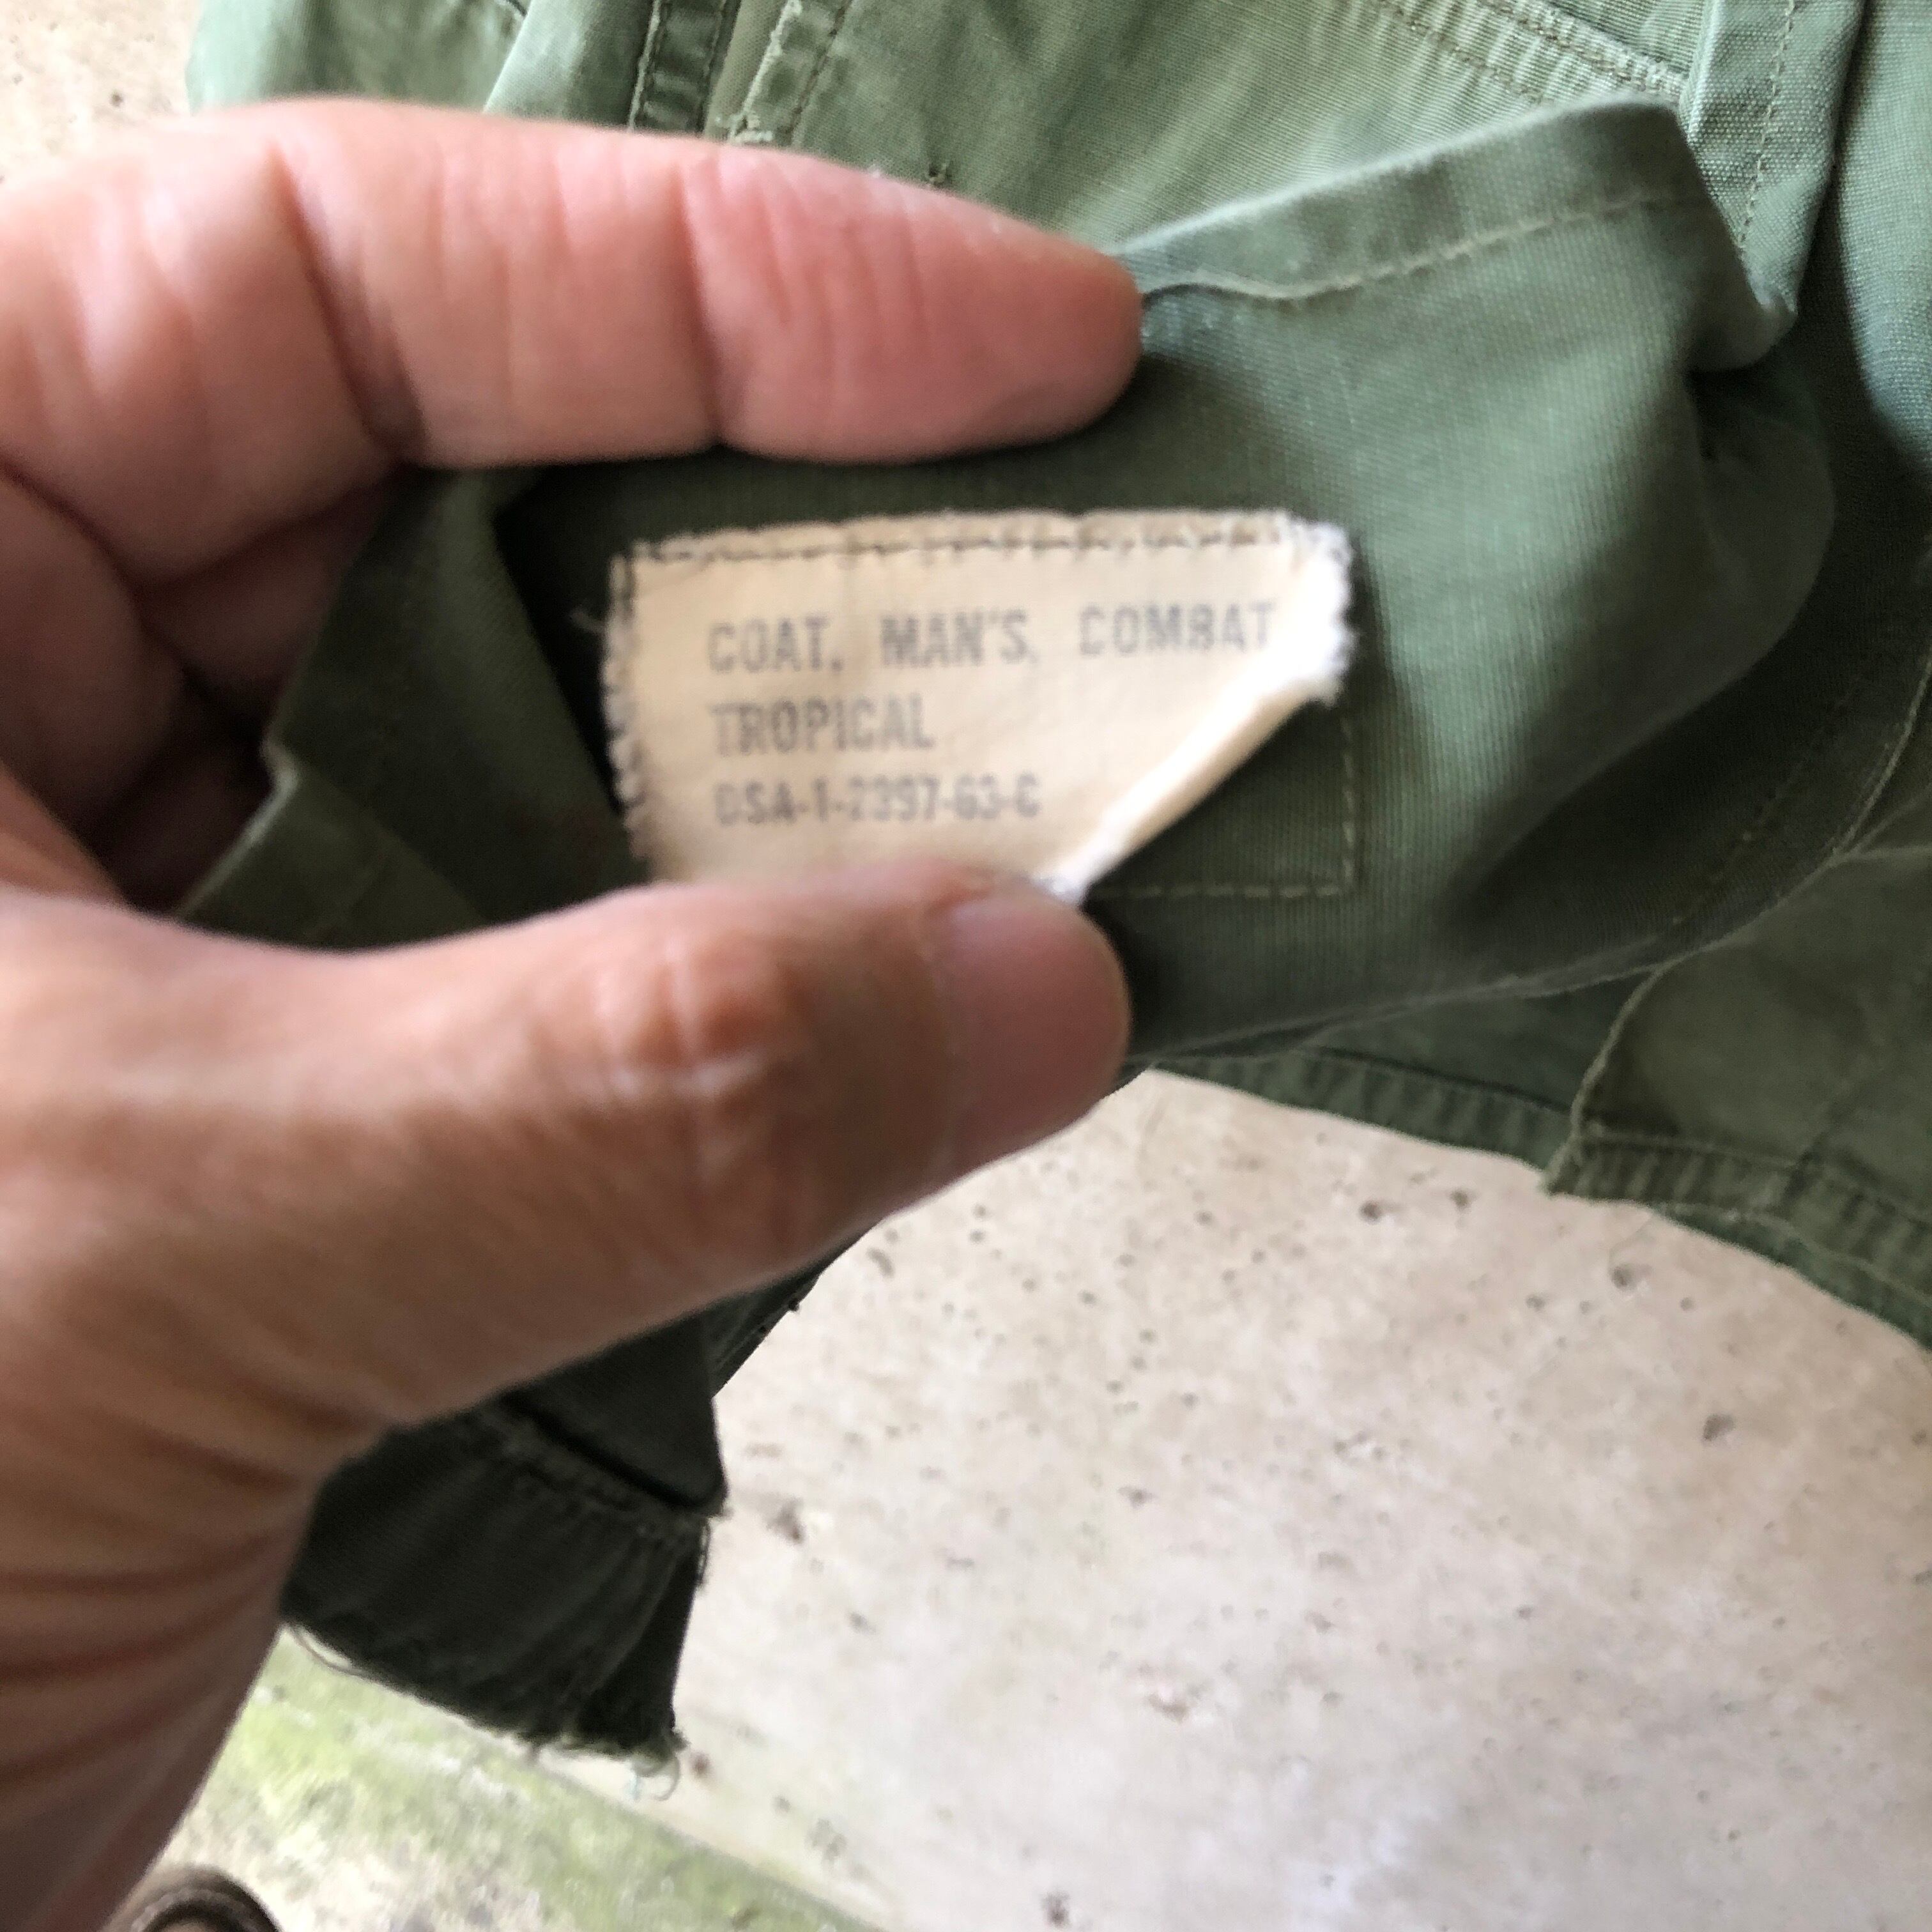 COAT, MAN'S, COMBAT
TROPICAL
DSA-1-2397-63-C